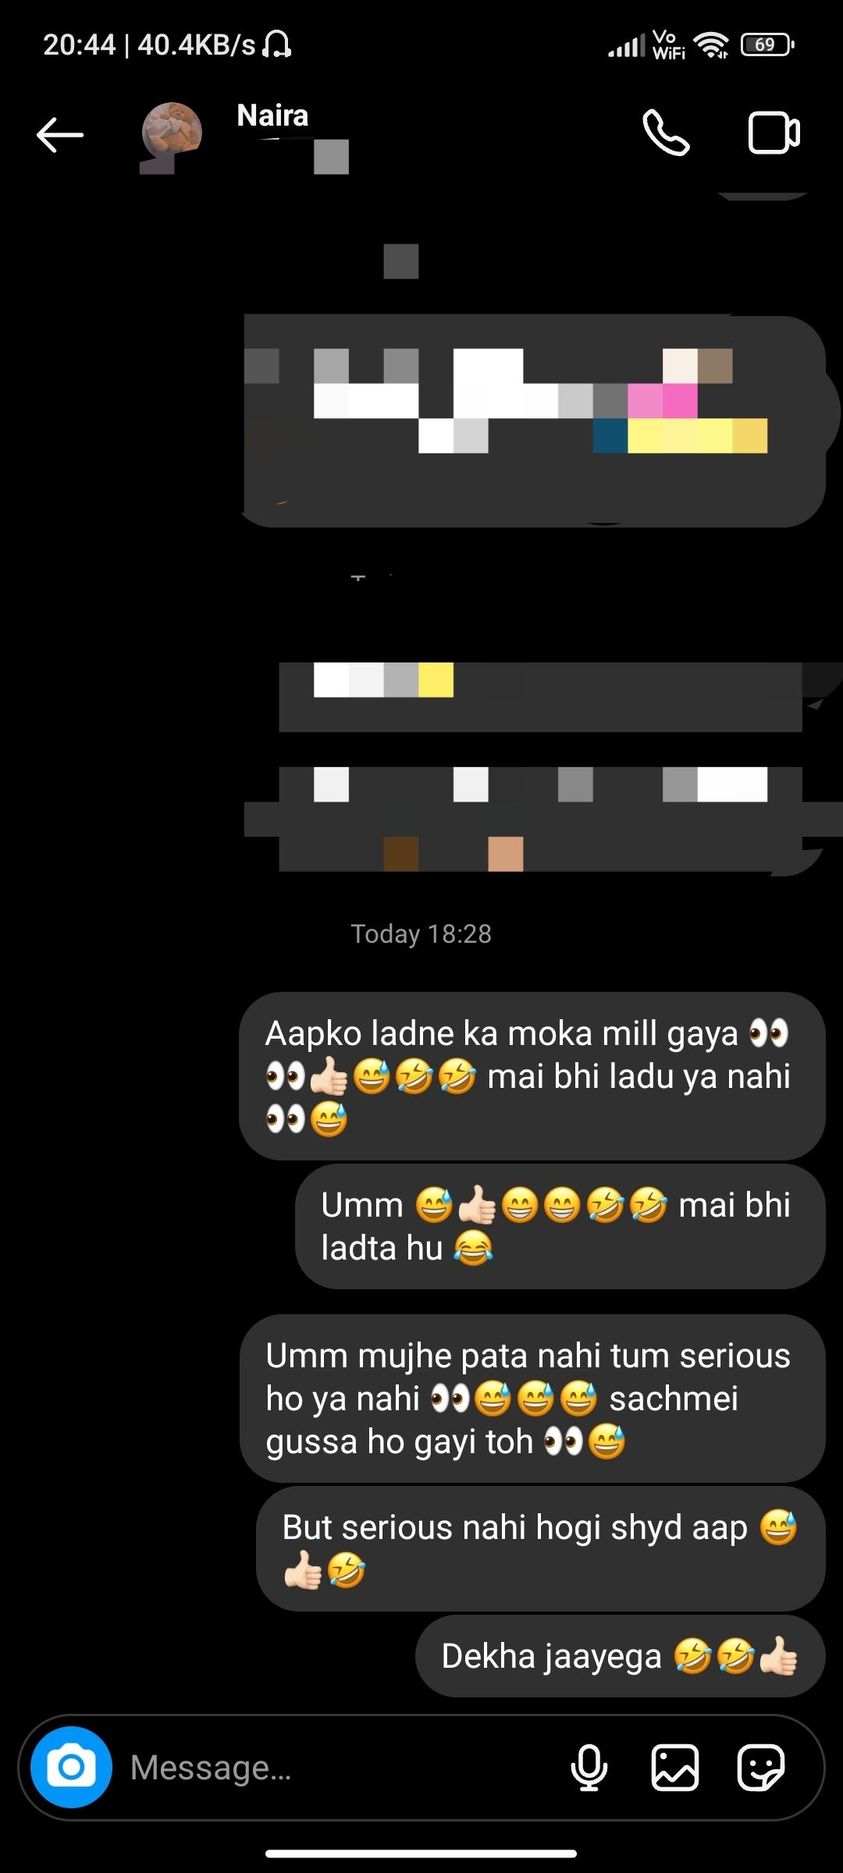 20:44 | 40.4KB/s
Vo
WiFi
69
Naira
Today 18:28
Aapko ladne ka moka mill gaya 👀
👀👍🏻😅🤣🤣 mai bhi ladu ya nahi
👀😅
Umm 😅👍🏻😁😁🤣🤣 mai bhi
ladta hu 😂
Umm mujhe pata nahi tum serious
ho ya nahi 👀😅😅😅 sachmei
gussa ho gayi toh 👀😅
But serious nahi hogi shyd aap 😅
👍🏻🤣
Dekha jaayega 🤣🤣👍🏻
Message...